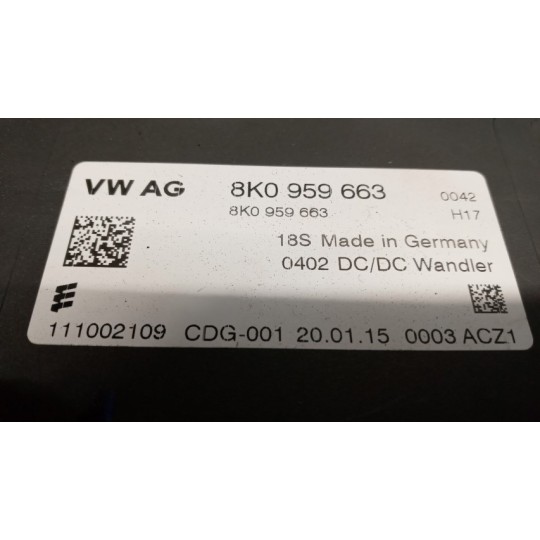 VW AG 8K0 959 663 0042
8K0 959 663 H17
18S Made in Germany
0402 DC/DC Wandler
111002109 CDG-001 20.01.15 0003 ACZ1